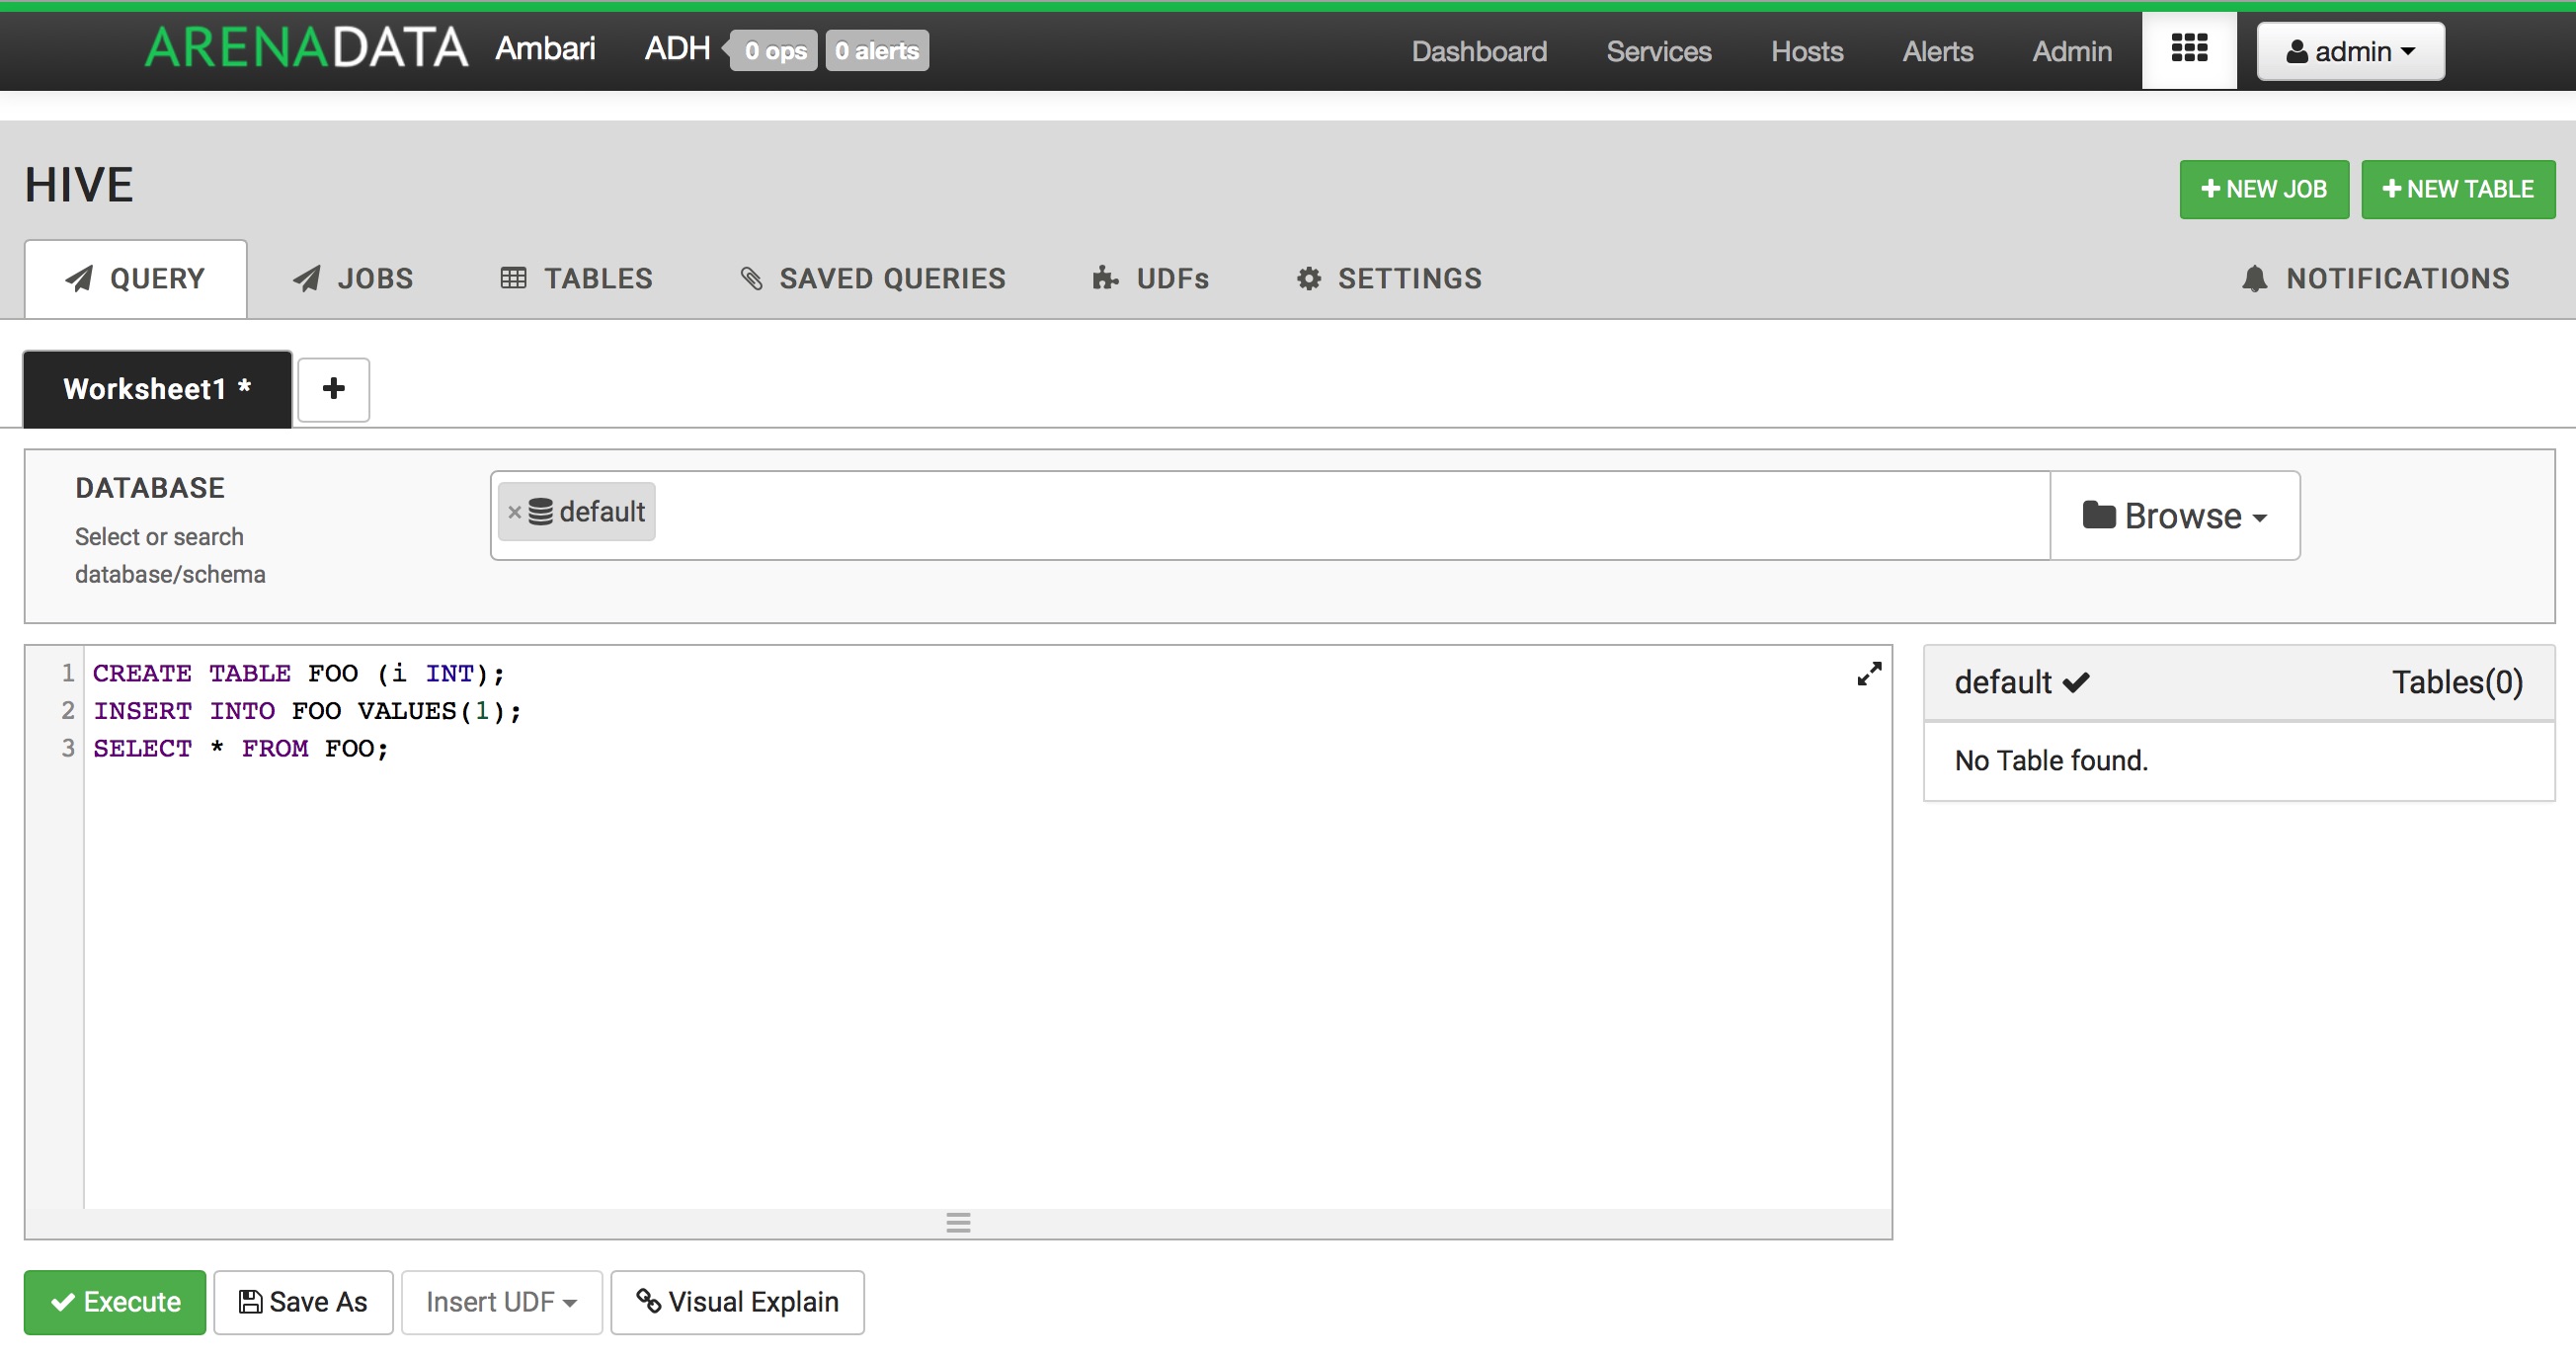 ARENADATA Ambari ADH 0 ops 0 alerts Dashboard Services Hosts Alerts Admin admin
HIVE
+ NEW JOB + NEW TABLE
QUERY JOBS TABLES SAVED QUERIES UDFs SETTINGS NOTIFICATIONS
Worksheet1 * +
DATABASE
Select or search
database/schema
× default
Browse
1 CREATE TABLE FOO (i INT);
2 INSERT INTO FOO VALUES(1);
3 SELECT * FROM FOO;
default Tables(0)
No Table found.
Execute Save As Insert UDF Visual Explain